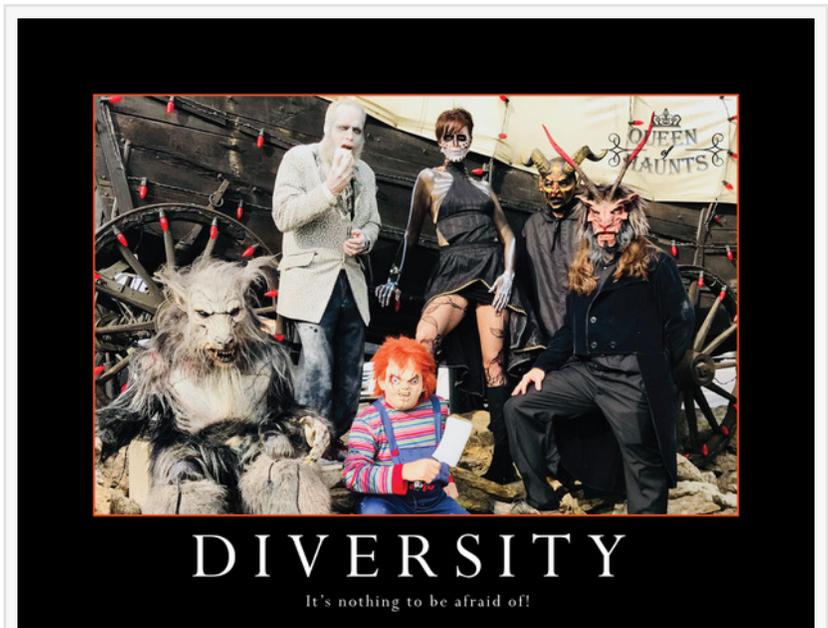 QUEEN
of
HAUNTS
DIVERSITY
It's nothing to be afraid of!